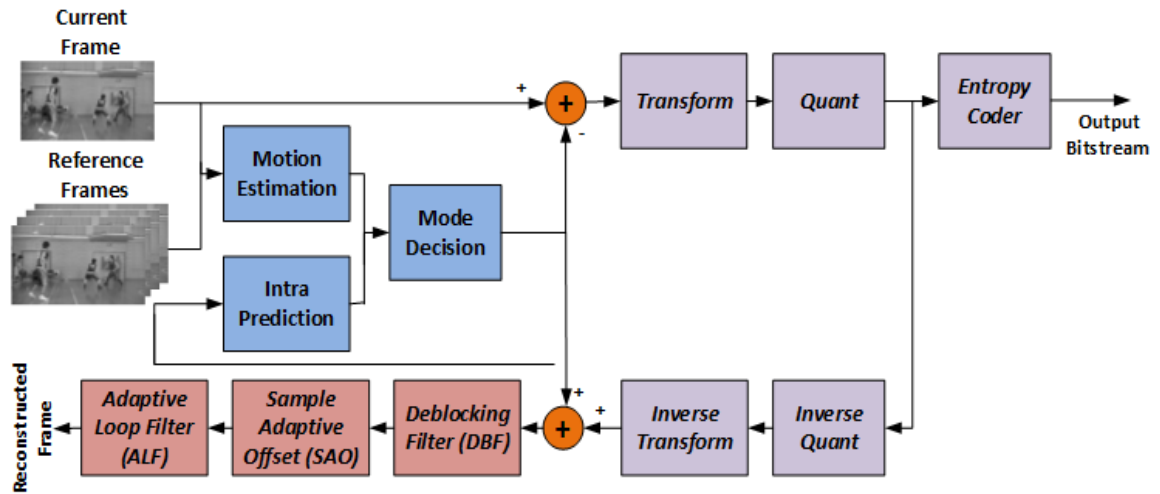 Current
Frame
Reference
Frames
Motion
Estimation
Intra
Prediction
Mode
Decision
+
+
-
Transform
Quant
Entropy
Coder
Output
Bitstream
Reconstructed
Frame
Adaptive
Loop Filter
(ALF)
Sample
Adaptive
Offset (SAO)
Deblocking
Filter (DBF)
+
+
+
Inverse
Transform
Inverse
Quant